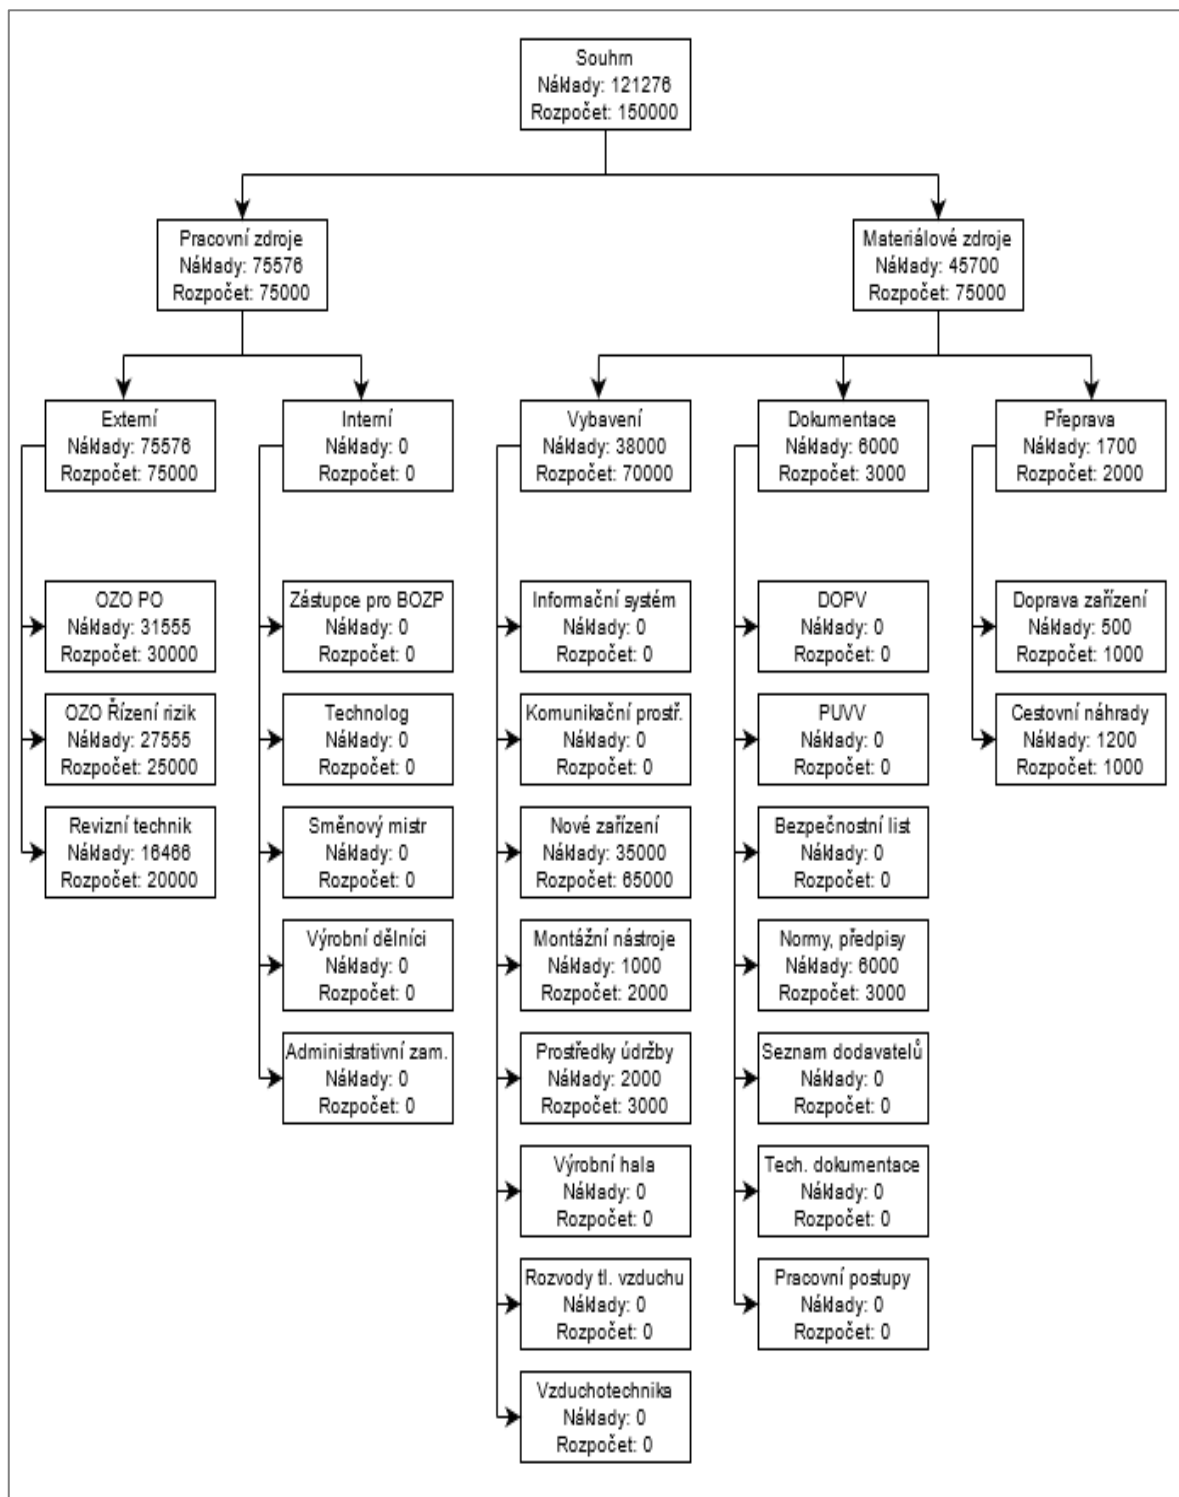 Souhrn
Náklady: 121276
Rozpočet: 150000
Pracovní zdroje
Náklady: 75576
Rozpočet: 75000
Materiálové zdroje
Náklady: 45700
Rozpočet: 75000
Externí
Náklady: 75576
Rozpočet: 75000
Interní
Náklady: 0
Rozpočet: 0
Vybavení
Náklady: 38000
Rozpočet: 70000
Dokumentace
Náklady: 6000
Rozpočet: 3000
Přeprava
Náklady: 1700
Rozpočet: 2000
OZO PO
Náklady: 31555
Rozpočet: 30000
OZO Řízení rizik
Náklady: 27555
Rozpočet: 25000
Revizní technik
Náklady: 16466
Rozpočet: 20000
Zástupce pro BOZP
Náklady: 0
Rozpočet: 0
Technolog
Náklady: 0
Rozpočet: 0
Směnový mistr
Náklady: 0
Rozpočet: 0
Výrobní dělníci
Náklady: 0
Rozpočet: 0
Administrativní zam.
Náklady: 0
Rozpočet: 0
Informační systém
Náklady: 0
Rozpočet: 0
Komunikační prostř.
Náklady: 0
Rozpočet: 0
Nové zařízení
Náklady: 35000
Rozpočet: 65000
Montážní nástroje
Náklady: 1000
Rozpočet: 2000
Prostředky údržby
Náklady: 2000
Rozpočet: 3000
Výrobní hala
Náklady: 0
Rozpočet: 0
Rozvody tl. vzduchu
Náklady: 0
Rozpočet: 0
Vzduchotechnika
Náklady: 0
Rozpočet: 0
DOPV
Náklady: 0
Rozpočet: 0
PUVV
Náklady: 0
Rozpočet: 0
Bezpečnostní list
Náklady: 0
Rozpočet: 0
Normy, předpisy
Náklady: 6000
Rozpočet: 3000
Seznam dodavatelů
Náklady: 0
Rozpočet: 0
Tech. dokumentace
Náklady: 0
Rozpočet: 0
Pracovní postupy
Náklady: 0
Rozpočet: 0
Doprava zařízení
Náklady: 500
Rozpočet: 1000
Cestovní náhrady
Náklady: 1200
Rozpočet: 1000